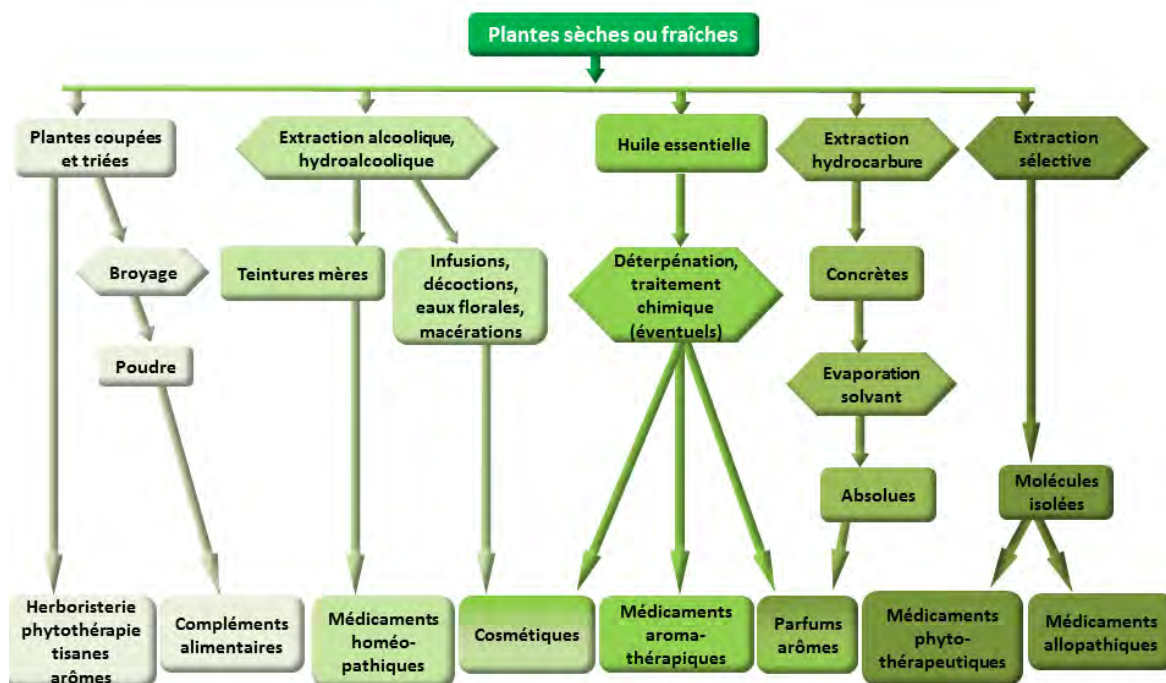 Plantes sèches ou fraîches
Plantes coupées
et triées
Extraction alcoolique,
hydroalcoolique
Huile essentielle
Extraction
hydrocarbure
Extraction
sélective
Broyage
Teintures mères
Infusions,
décoctions,
eaux florales,
macérations
Déterpénation,
traitement
chimique
(éventuels)
Concrètes
Poudre
Evaporation
solvant
Absolues
Molécules
isolées
Herboristerie
phytothérapie
tisanes
arômes
Compléments
alimentaires
Médicaments
homéo-
pathiques
Cosmétiques
Médicaments
aroma-
thérapiques
Parfums
arômes
Médicaments
phyto-
thérapeutiques
Médicaments
allopathiques